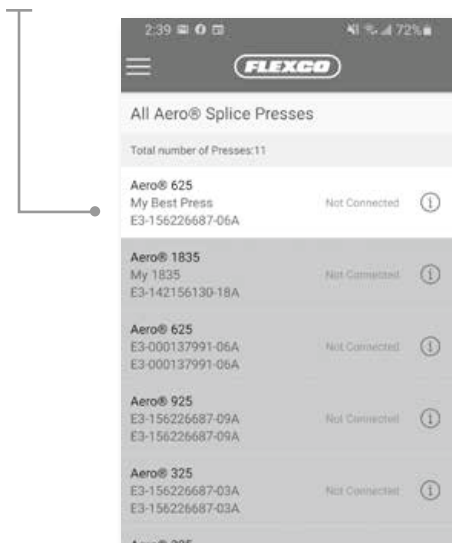 2:39 72%
FLEXCO
All Aero® Splice Presses
Total number of Presses:11
Aero® 625
My Best Press
Not Connected
E3-156226687-06A
Aero® 1835
My 1835
Not Connected
E3-142156130-18A
Aero® 625
E3-000137991-06A
Not Connected
E3-000137991-06A
Aero® 925
E3-156226687-09A
Not Connected
E3-156226687-09A
Aero® 325
E3-156226687-03A
Not Connected
E3-156226687-03A